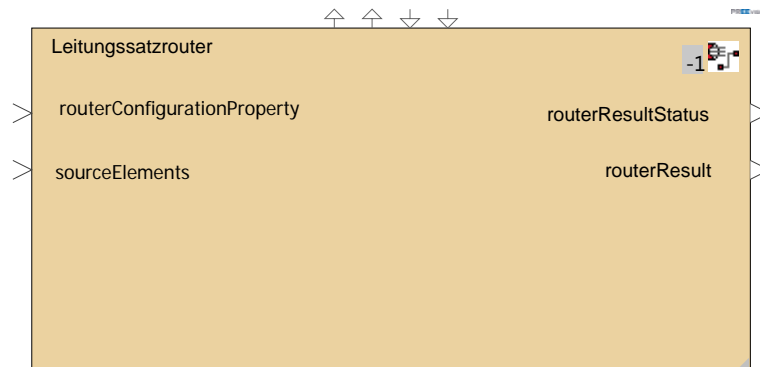 Leitungssatzrouter
-1
routerConfigurationProperty
routerResultStatus
sourceElements
routerResult